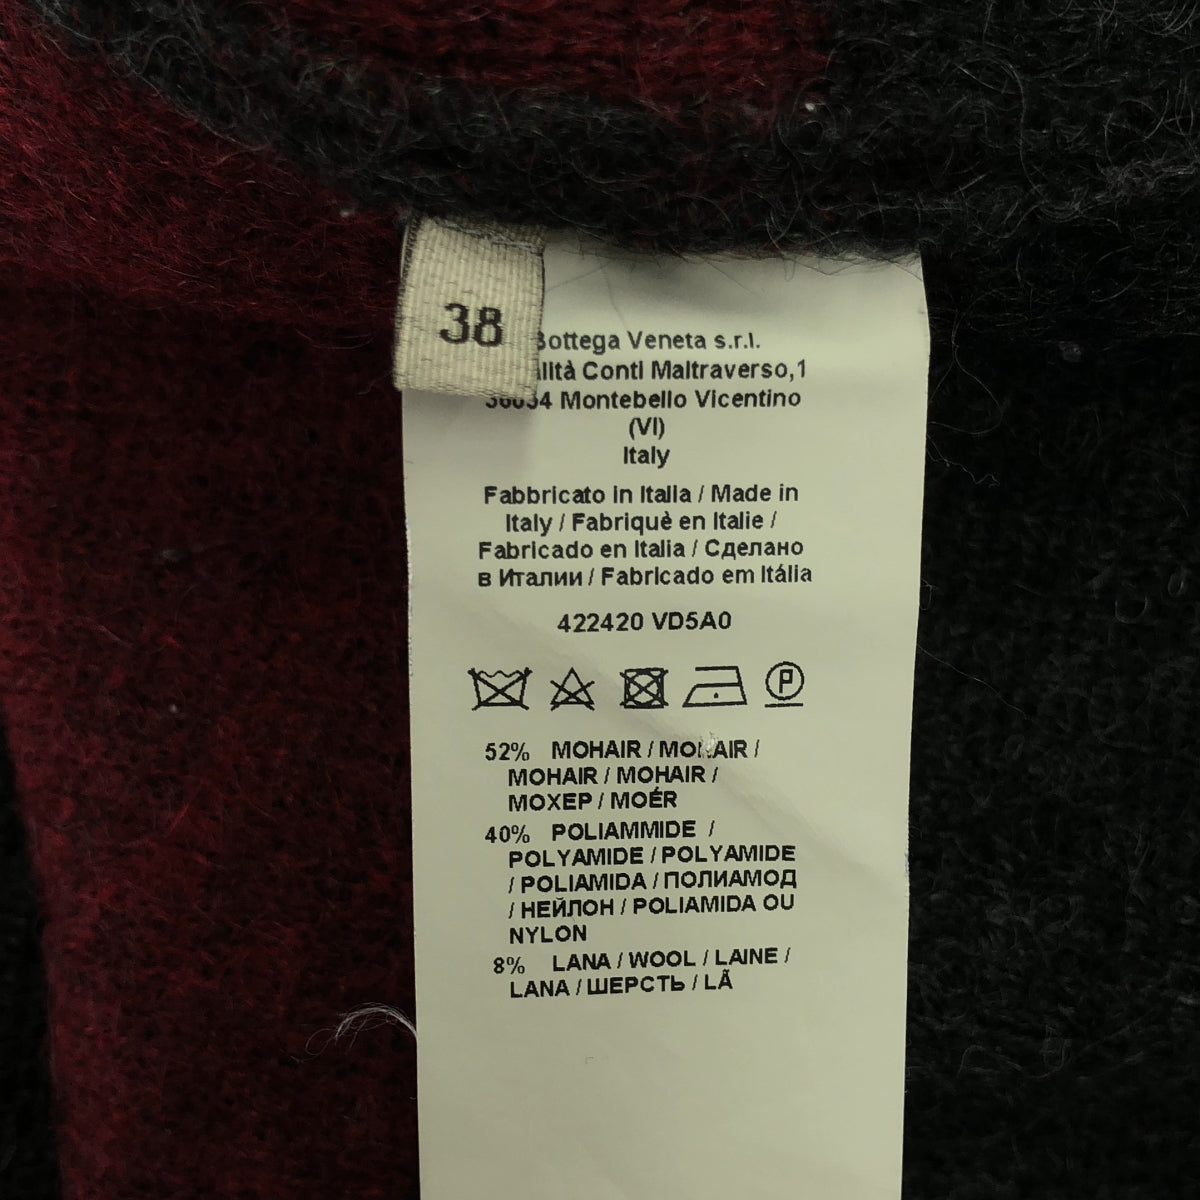 38
Bottega Veneta s.r.l.
Conti Maltraverso,1
Montebello Vicentino
(VI)
Italy
Fabbricato in Italia / Made in
Italy / Fabriquè en Italie /
Fabricado en Italia / Сделано
в Италии / Fabricado em Itália
422420 VD5A0
P
52% MOHAIR / MOHAIR /
MOHAIR / MOHAIR /
МОХЕР / MOÉR
40% POLIAMMIDE /
POLYAMIDE / POLYAMIDE
/ POLIAMIDA / ПОЛИАМОД
/ НЕЙЛОН / POLIAMIDA OU
NYLON
8% LANA / WOOL / LAINE /
LANA / ШЕРСТЬ / LÃ